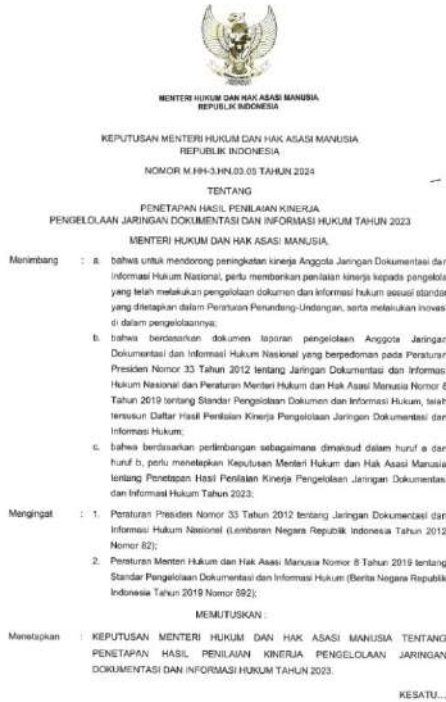 MENTERI HUKUM DAN HAK ASASI MANUSIA
REPUBLIK INDONESIA
KEPUTUSAN MENTERI HUKUM DAN HAK ASASI MANUSIA
REPUBLIK INDONESIA
NOMOR M.HH-3.HN.03.05 TAHUN 2024
TENTANG
PENETAPAN HASIL PENILAIAN KINERJA
PENGELOLAAN JARINGAN DOKUMENTASI DAN INFORMASI HUKUM TAHUN 2023
MENTERI HUKUM DAN HAK ASASI MANUSIA,
Menimbang : a. bahwa untuk mendorong peningkatan kinerja Anggota Jaringan Dokumentasi dan
Informasi Hukum Nasional, perlu memberikan penilaian kinerja kepada pengelola
yang telah melakukan pengelolaan dokumen dan informasi hukum sesuai standar
yang ditetapkan dalam Peraturan Perundang-Undangan, serta melakukan inovasi
di dalam pengelolaannya;
b. bahwa berdasarkan dokumen laporan pengelolaan Anggota Jaringan
Dokumentasi dan Informasi Hukum Nasional yang berpedoman pada Peraturan
Presiden Nomor 33 Tahun 2012 tentang Jaringan Dokumentasi dan Informasi
Hukum Nasional dan Peraturan Menteri Hukum dan Hak Asasi Manusia Nomor 8
Tahun 2019 tentang Standar Pengelolaan Dokumen dan Informasi Hukum, telah
tersusun Daftar Hasil Penilaian Kinerja Pengelolaan Jaringan Dokumentasi dan
Informasi Hukum;
c. bahwa berdasarkan pertimbangan sebagaimana dimaksud dalam huruf a dan
huruf b, perlu menetapkan Keputusan Menteri Hukum dan Hak Asasi Manusia
tentang Penetapan Hasil Penilaian Kinerja Pengelolaan Jaringan Dokumentasi
dan Informasi Hukum Tahun 2023;
Mengingat : 1. Peraturan Presiden Nomor 33 Tahun 2012 tentang Jaringan Dokumentasi dan
Informasi Hukum Nasional (Lembaran Negara Republik Indonesia Tahun 2012
Nomor 82);
2. Peraturan Menteri Hukum dan Hak Asasi Manusia Nomor 8 Tahun 2019 tentang
Standar Pengelolaan Dokumentasi dan Informasi Hukum (Berita Negara Republik
Indonesia Tahun 2019 Nomor 692);
MEMUTUSKAN :
Menetapkan : KEPUTUSAN MENTERI HUKUM DAN HAK ASASI MANUSIA TENTANG
PENETAPAN HASIL PENILAIAN KINERJA PENGELOLAAN JARINGAN
DOKUMENTASI DAN INFORMASI HUKUM TAHUN 2023.
KESATU...